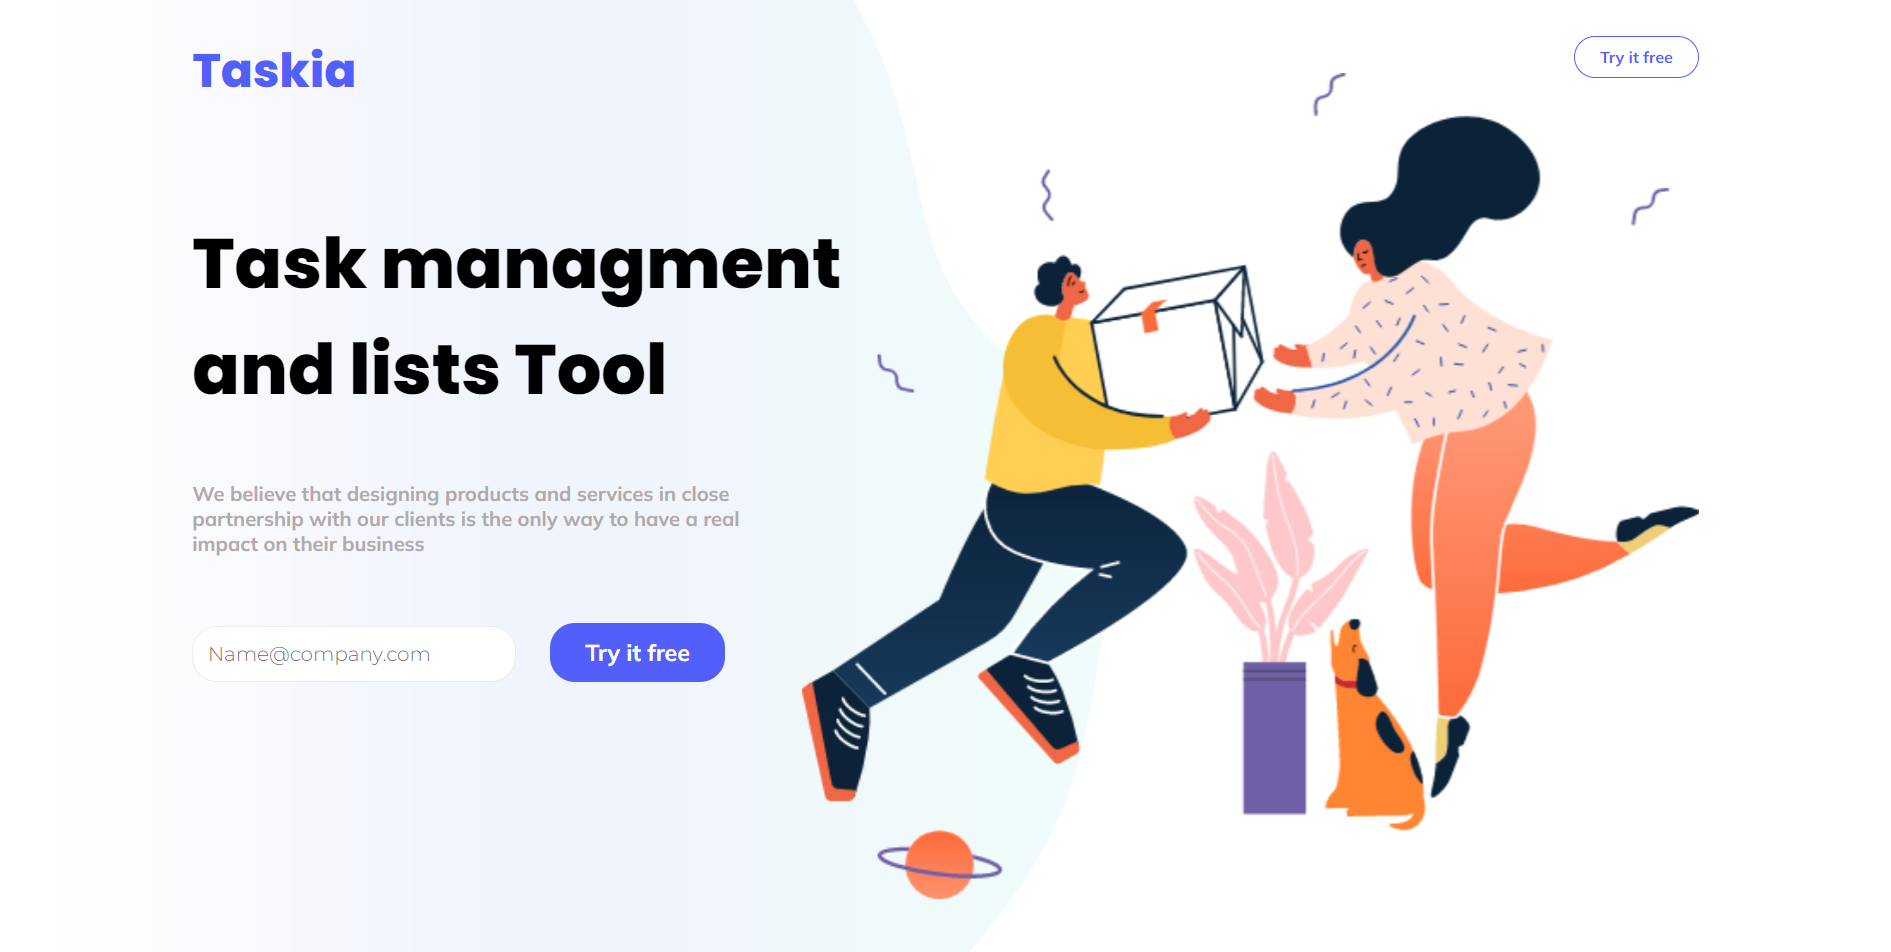 Taskia
Try it free
Task managment
and lists Tool
We believe that designing products and services in close
partnership with our clients is the only way to have a real
impact on their business
Name@company.com
Try it free